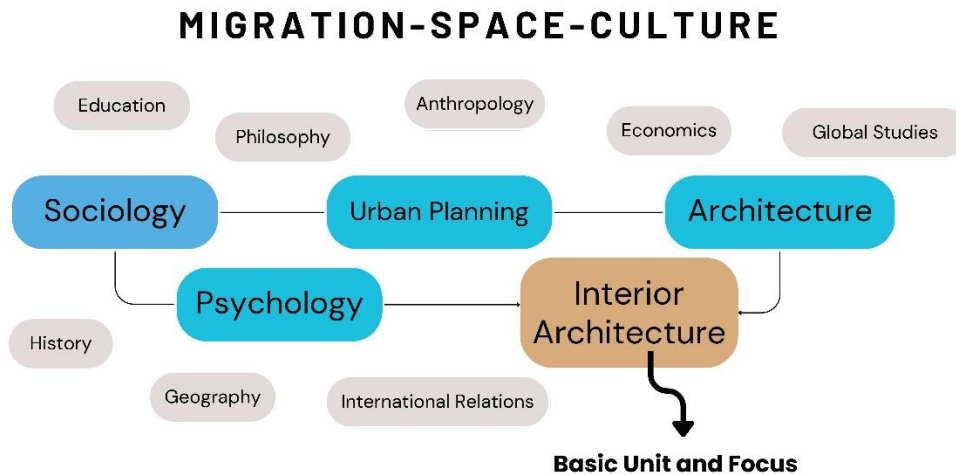 MIGRATION-SPACE-CULTURE
Education
Philosophy
Anthropology
Economics
Global Studies
Sociology
Urban Planning
Architecture
Psychology
Interior
Architecture
History
Geography
International Relations
Basic Unit and Focus